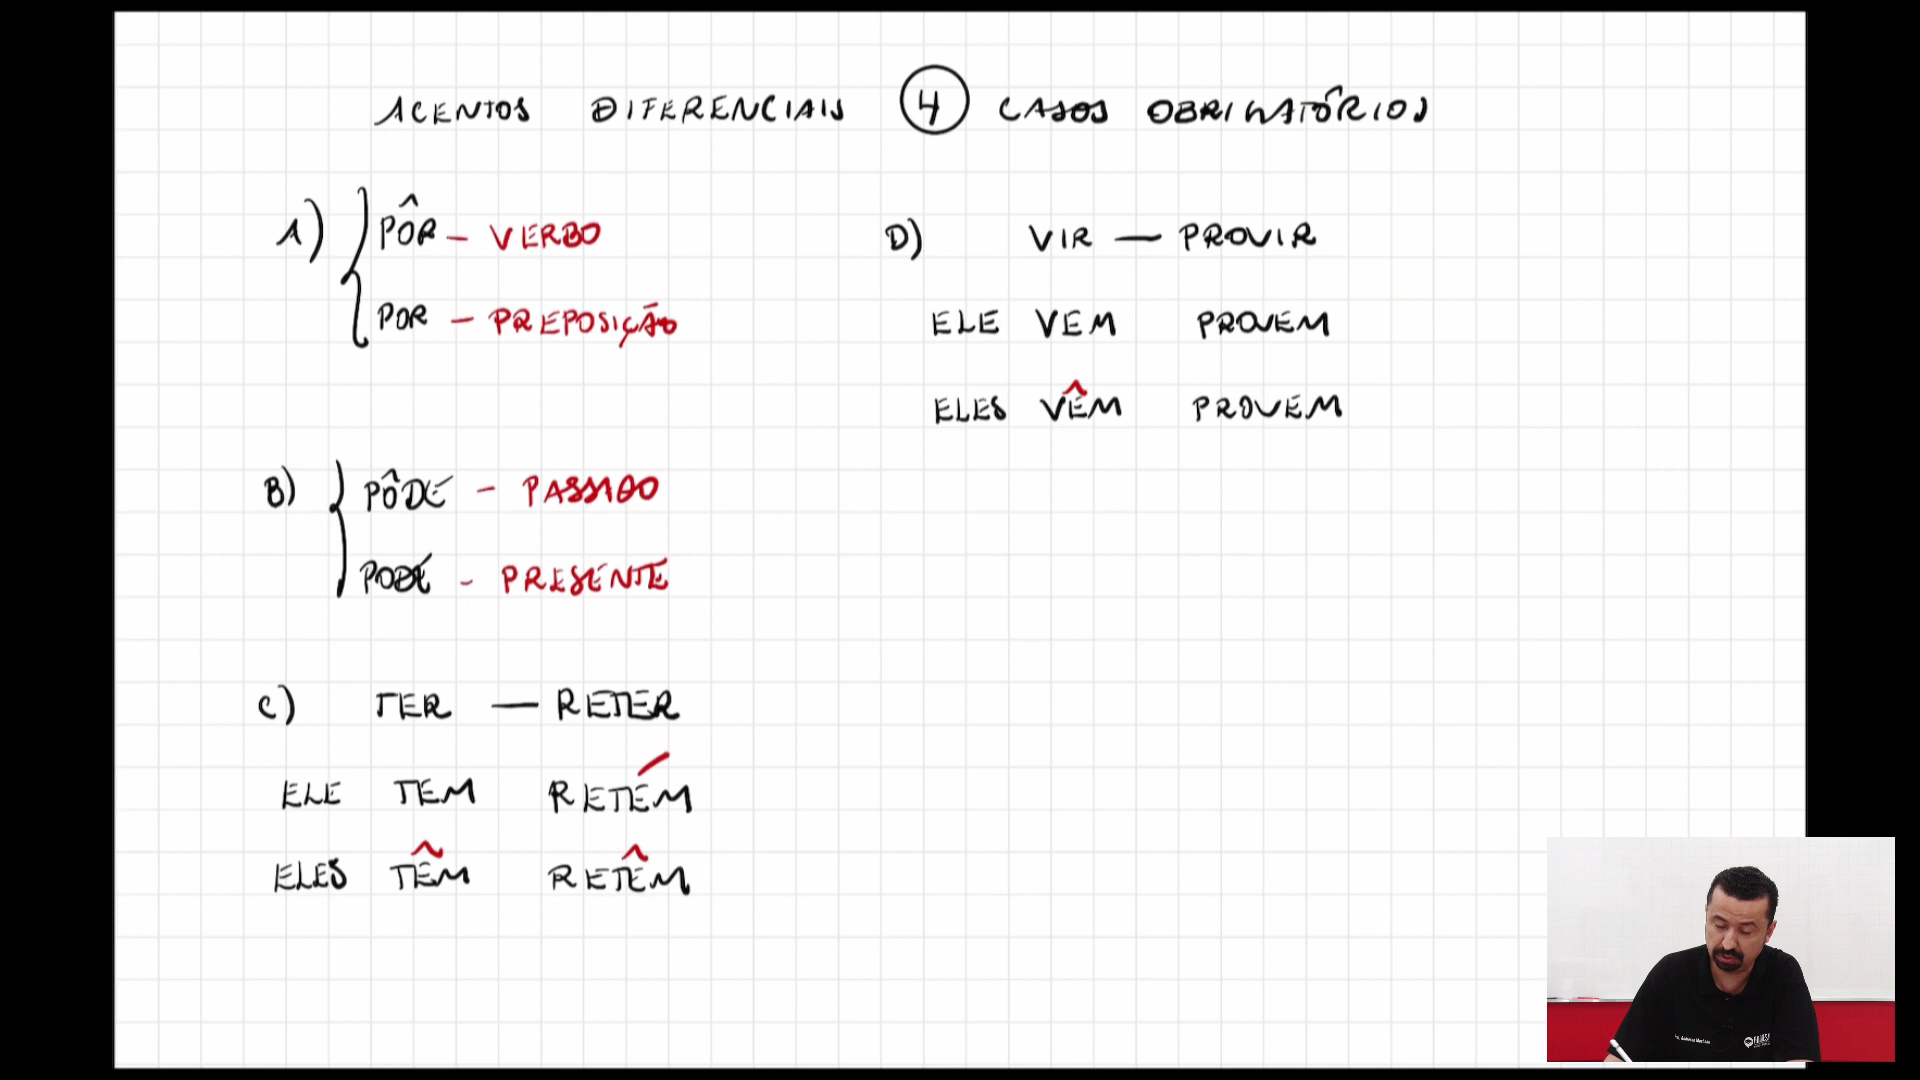 ACENTOS DIFERENCIAIS 4 CASOS OBRIGATÓRIOS
A) PÔR - VERBO
POR - PREPOSIÇÃO
B) PÔDE - PASSADO
PODE - PRESENTE
C) TER — RETER
ELE TEM RETÉM
ELES TÊM RETÊM
D) VIR — PROVIR
ELE VEM PROVEM
ELES VÊM PROVEM